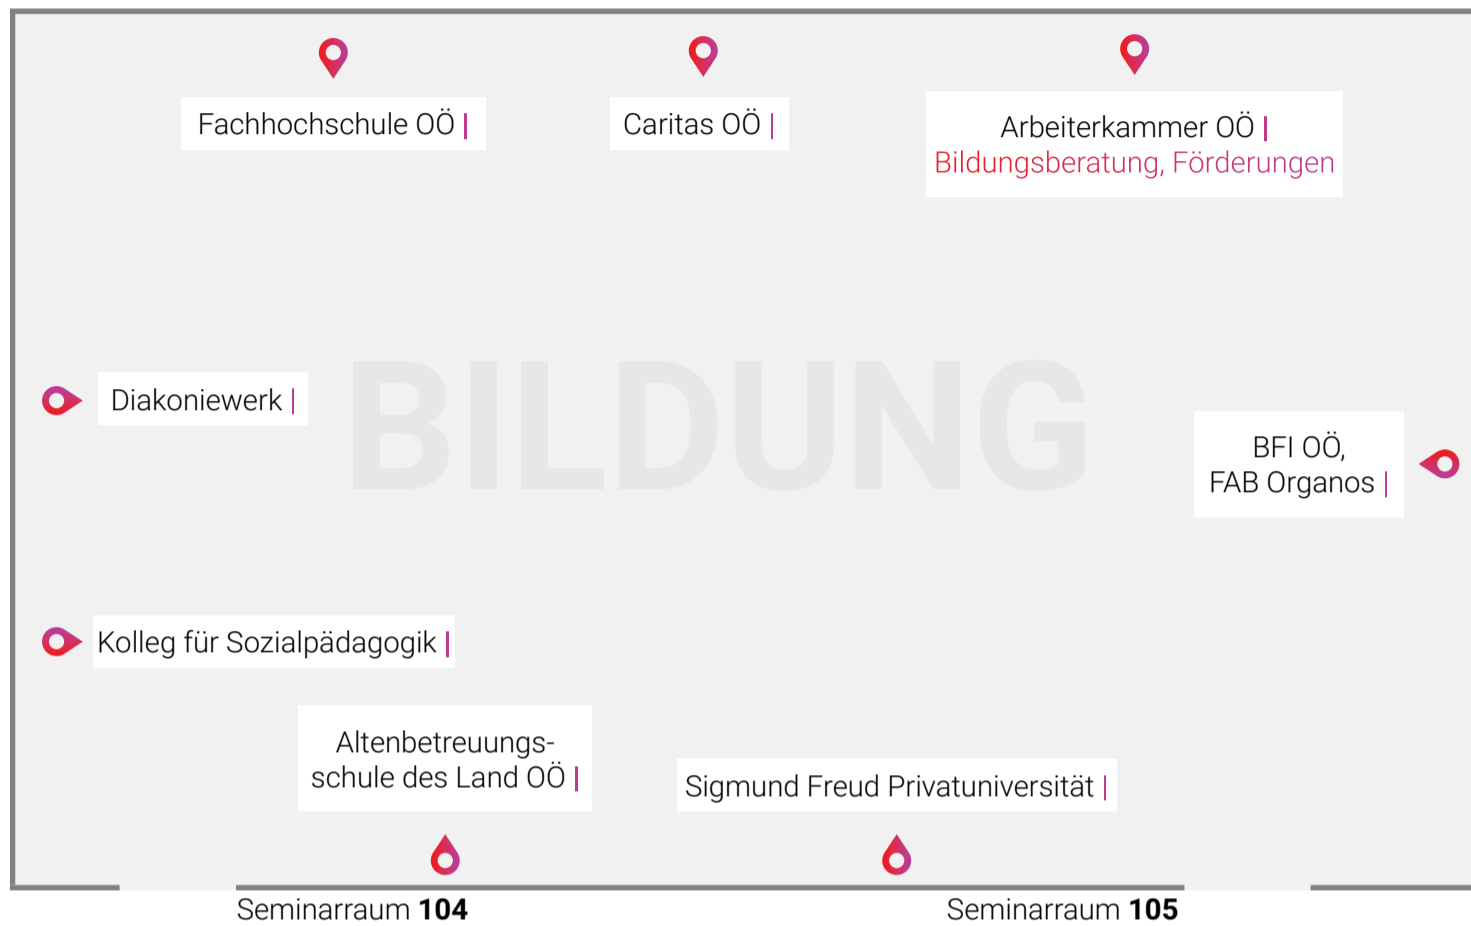 Fachhochschule OÖ |
Caritas OÖ |
Arbeiterkammer OÖ |
Bildungsberatung, Förderungen
Diakoniewerk |
BILDUNG
BFI OÖ,
FAB Organos |
Kolleg für Sozialpädagogik |
Altenbetreuungs-
schule des Land OÖ |
Sigmund Freud Privatuniversität |
Seminarraum 104
Seminarraum 105